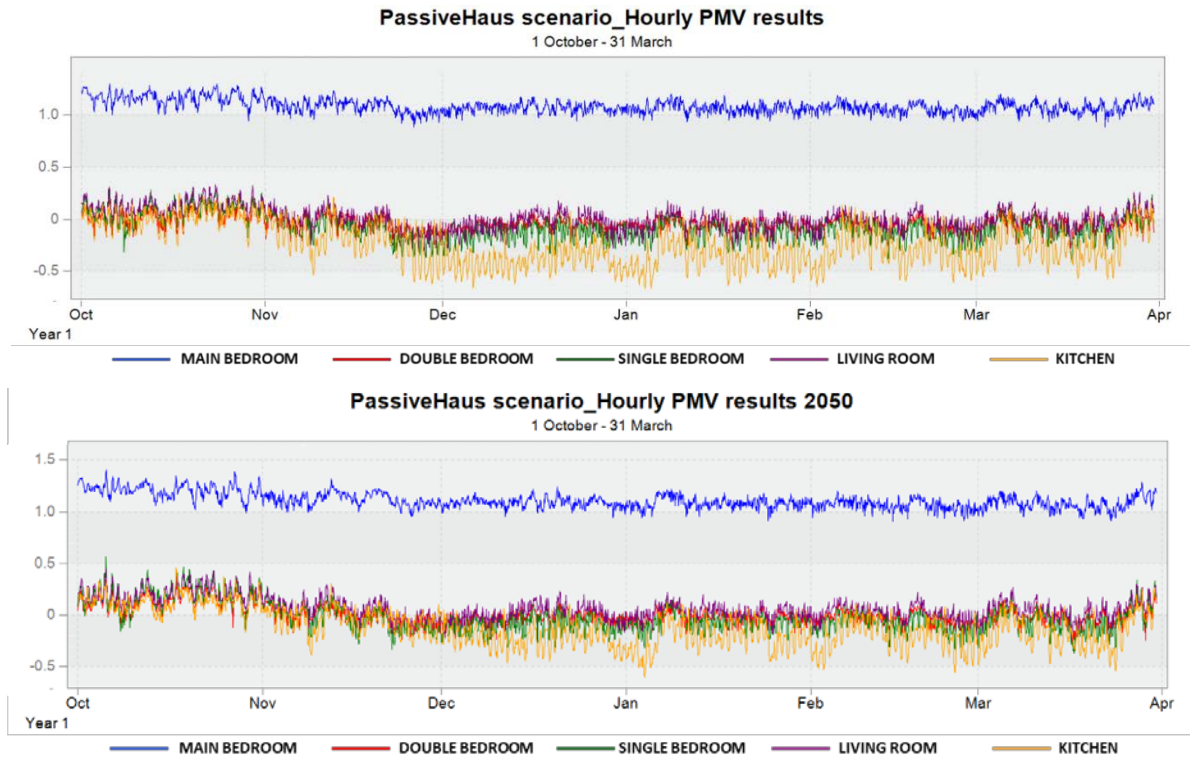 PassiveHaus scenario_Hourly PMV results
1 October - 31 March
1.0
0.5
0
-0.5
-
Oct Nov Dec Jan Feb Mar Apr
Year 1
MAIN BEDROOM DOUBLE BEDROOM SINGLE BEDROOM LIVING ROOM KITCHEN
PassiveHaus scenario_Hourly PMV results 2050
1 October - 31 March
1.5
1.0
0.5
0
-0.5
-
Oct Nov Dec Jan Feb Mar Apr
Year 1
MAIN BEDROOM DOUBLE BEDROOM SINGLE BEDROOM LIVING ROOM KITCHEN